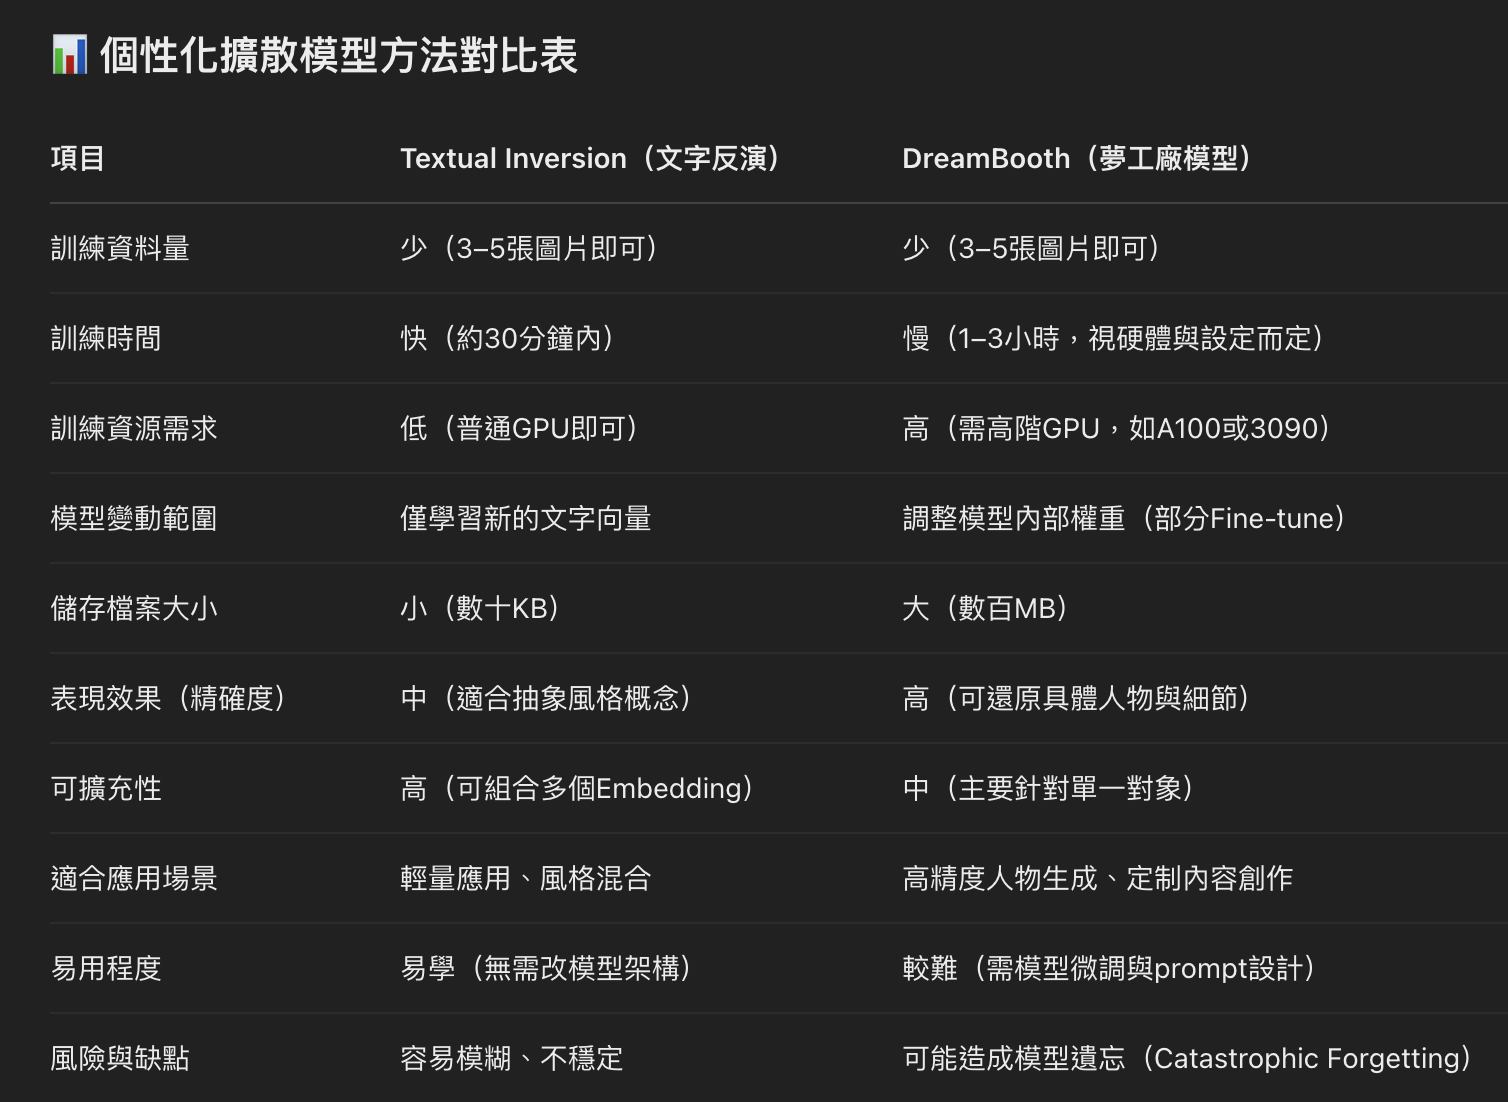 📊 個性化擴散模型方法對比表
項目 Textual Inversion（文字反演） DreamBooth（夢工廠模型）
訓練資料量 少（3–5張圖片即可） 少（3–5張圖片即可）
訓練時間 快（約30分鐘內） 慢（1–3小時，視硬體與設定而定）
訓練資源需求 低（普通GPU即可） 高（需高階GPU，如A100或3090）
模型變動範圍 僅學習新的文字向量 調整模型內部權重（部分Fine-tune）
儲存檔案大小 小（數十KB） 大（數百MB）
表現效果（精確度） 中（適合抽象風格概念） 高（可還原具體人物與細節）
可擴充性 高（可組合多個Embedding） 中（主要針對單一對象）
適合應用場景 輕量應用、風格混合 高精度人物生成、定制內容創作
易用程度 易學（無需改模型架構） 較難（需模型微調與prompt設計）
風險與缺點 容易模糊、不穩定 可能造成模型遺忘（Catastrophic Forgetting）